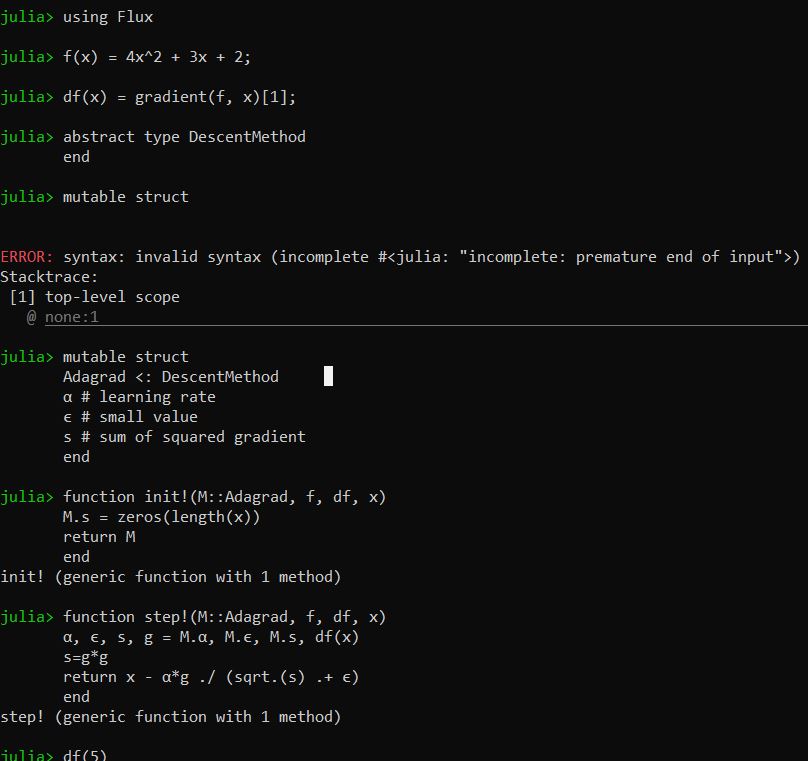 julia> using Flux
julia> f(x) = 4x^2 + 3x + 2;
julia> df(x) = gradient(f, x)[1];
julia> abstract type DescentMethod
end
julia> mutable struct
ERROR: syntax: invalid syntax (incomplete #<julia: "incomplete: premature end of input">)
Stacktrace:
[1] top-level scope
@ none:1
julia> mutable struct
Adagrad <: DescentMethod
α # learning rate
ϵ # small value
s # sum of squared gradient
end
julia> function init!(M::Adagrad, f, df, x)
M.s = zeros(length(x))
return M
end
init! (generic function with 1 method)
julia> function step!(M::Adagrad, f, df, x)
α, ϵ, s, g = M.α, M.ϵ, M.s, df(x)
s=g*g
return x - α*g ./ (sqrt.(s) .+ ϵ)
end
step! (generic function with 1 method)
julia> df(5)